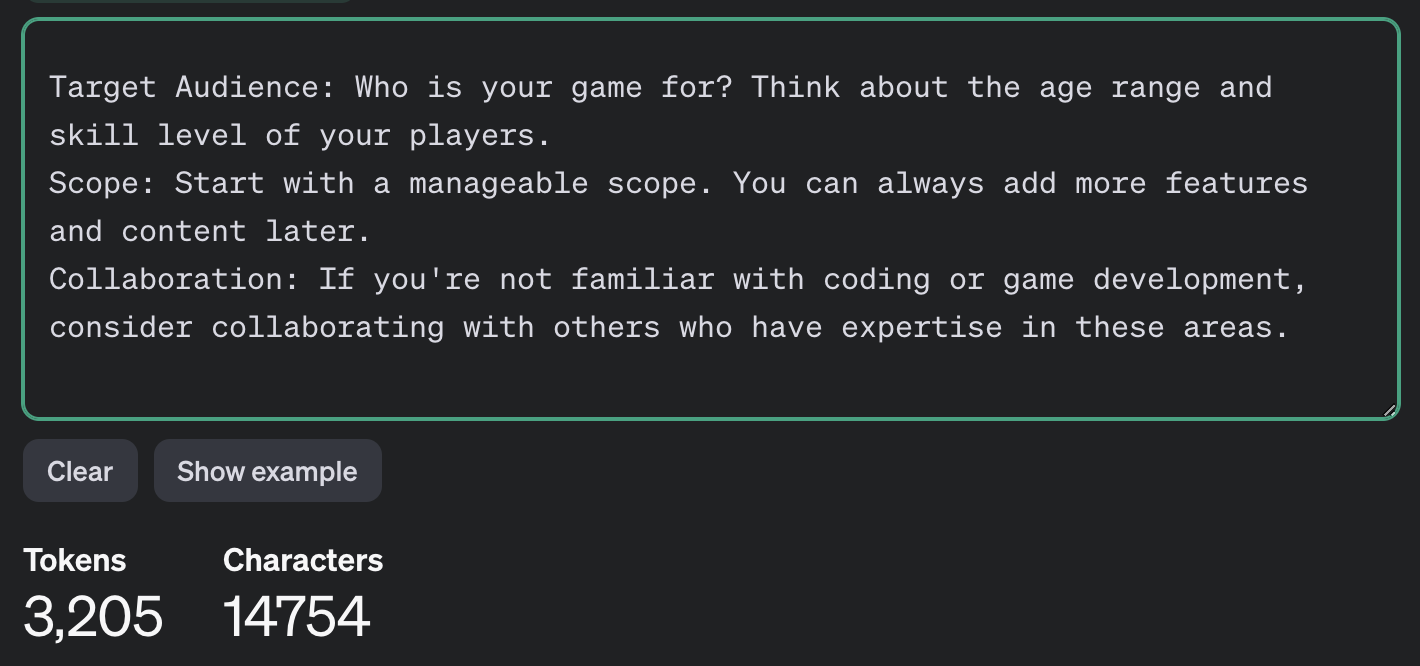 Target Audience: Who is your game for? Think about the age range and
skill level of your players.
Scope: Start with a manageable scope. You can always add more features
and content later.
Collaboration: If you're not familiar with coding or game development,
consider collaborating with others who have expertise in these areas.
Clear Show example
Tokens Characters
3,205 14754